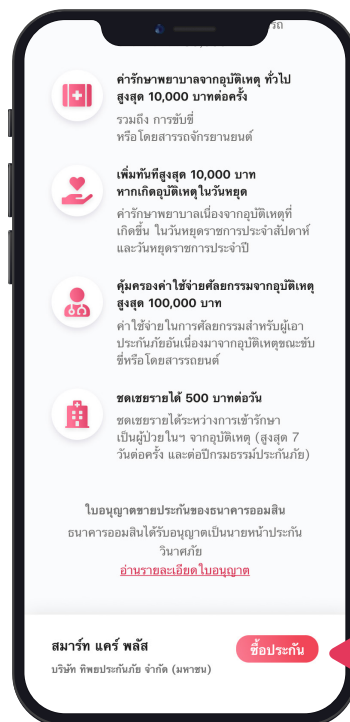 ค่ารักษาพยาบาลจากอุบัติเหตุ ทั่วไป
สูงสุด 10,000 บาทต่อครั้ง
รวมถึง การขับขี่
หรือโดยสารรถจักรยานยนต์
เพิ่มทันทีสูงสุด 10,000 บาท
หากเกิดอุบัติเหตุในวันหยุด
ค่ารักษาพยาบาลเนื่องจากอุบัติเหตุที่
เกิดขึ้น ในวันหยุดราชการประจำสัปดาห์
และวันหยุดราชการประจำปี
คุ้มครองค่าใช้จ่ายศัลยกรรมจากอุบัติเหตุ
สูงสุด 100,000 บาท
ค่าใช้จ่ายในการศัลยกรรมสำหรับผู้เอา
ประกันภัยอันเนื่องมาจากอุบัติเหตุขณะขับ
ขี่หรือโดยสารรถยนต์
ชดเชยรายได้ 500 บาทต่อวัน
ชดเชยรายได้ระหว่างการเข้ารักษา
เป็นผู้ป่วยในฯ จากอุบัติเหตุ (สูงสุด 7
วันต่อครั้ง และต่อปีกรมธรรม์ประกันภัย)
ใบอนุญาตขายประกันของธนาคารออมสิน
ธนาคารออมสินได้รับอนุญาตเป็นนายหน้าประกัน
วินาศภัย
อ่านรายละเอียดใบอนุญาต
สมาร์ท แคร์ พลัส
ซื้อประกัน
บริษัท ทิพยประกันภัย จำกัด (มหาชน)